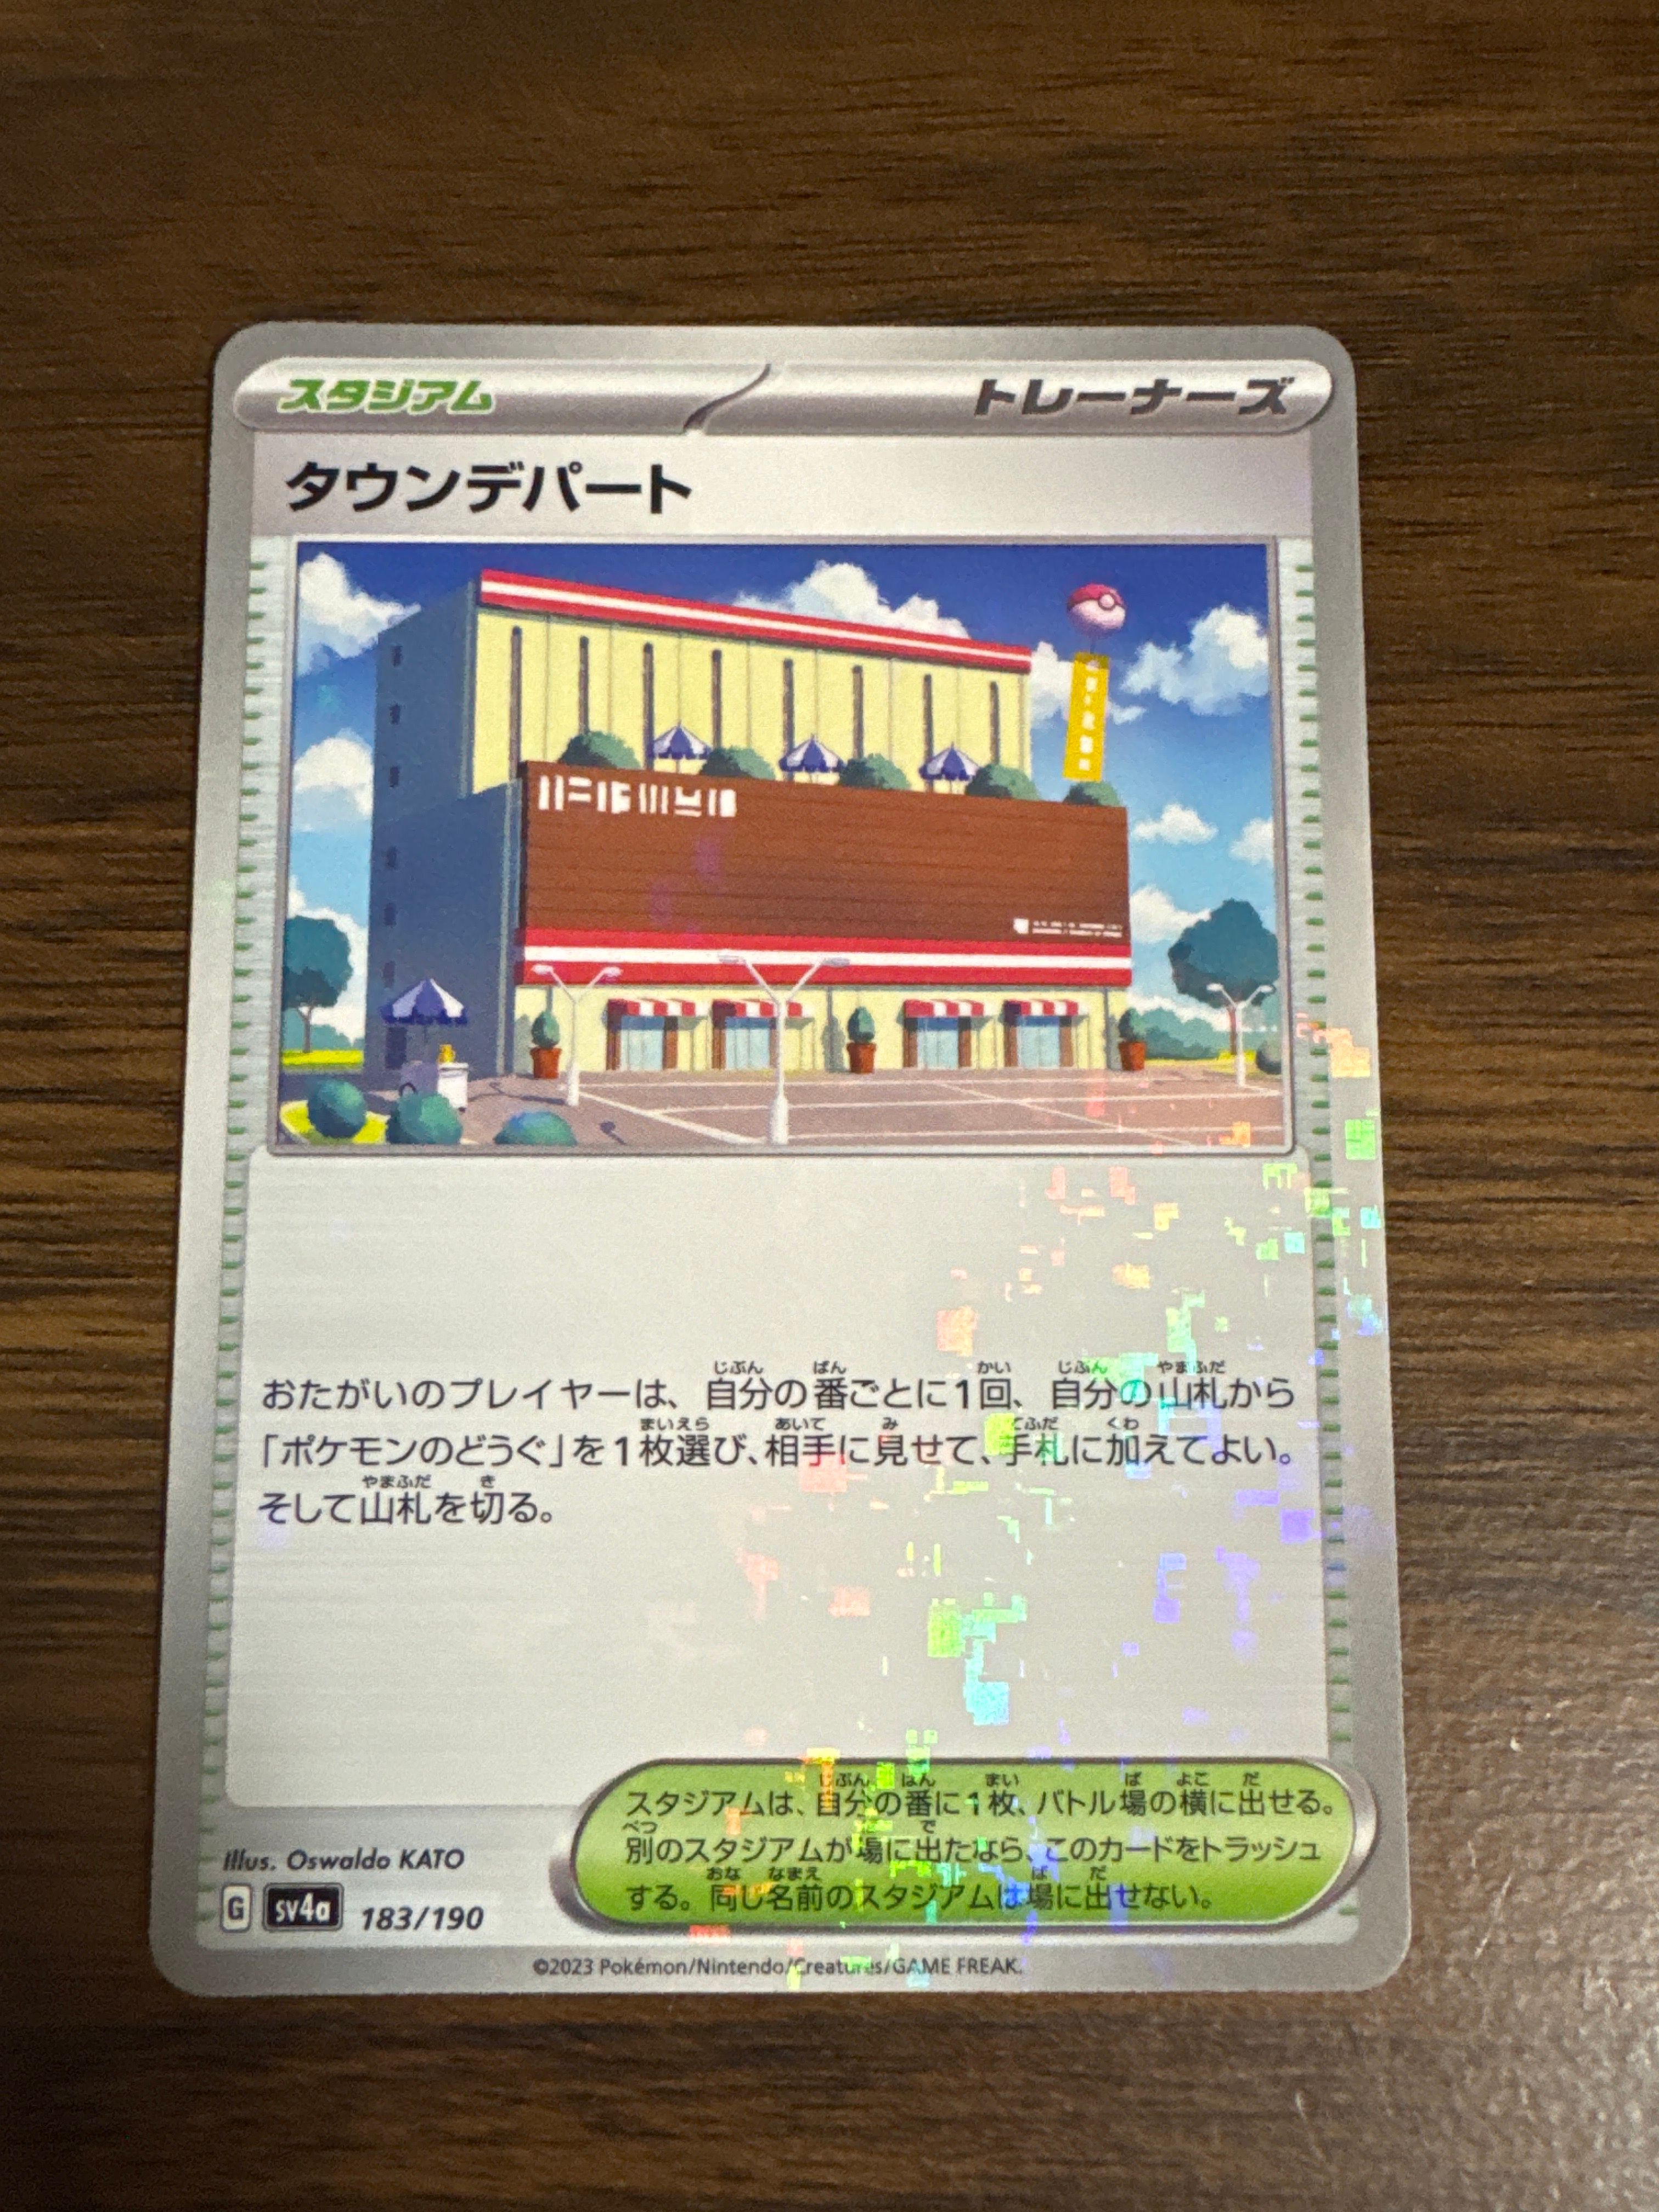 スタジアム
トレーナーズ
タウンデパート
おたがいのプレイヤーは、自分の番ごとに1回、自分の山札から
「ポケモンのどうぐ」を1枚選び、相手に見せて、手札に加えてよい。
そして山札を切る。
スタジアムは、自分の番に1枚、バトル場の横に出せる。
別のスタジアムが場に出たなら、このカードをトラッシュ
する。同じ名前のスタジアムは場に出せない。
Illus. Oswaldo KATO
G sv4a 183/190
©2023 Pokémon/Nintendo/Creatures/GAME FREAK.